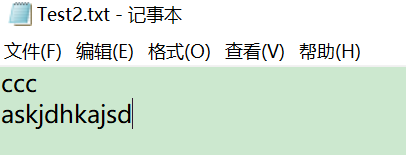 Test2.txt - 记事本
文件(F) 编辑(E) 格式(O) 查看(V) 帮助(H)
ccc
askjdhkajsd